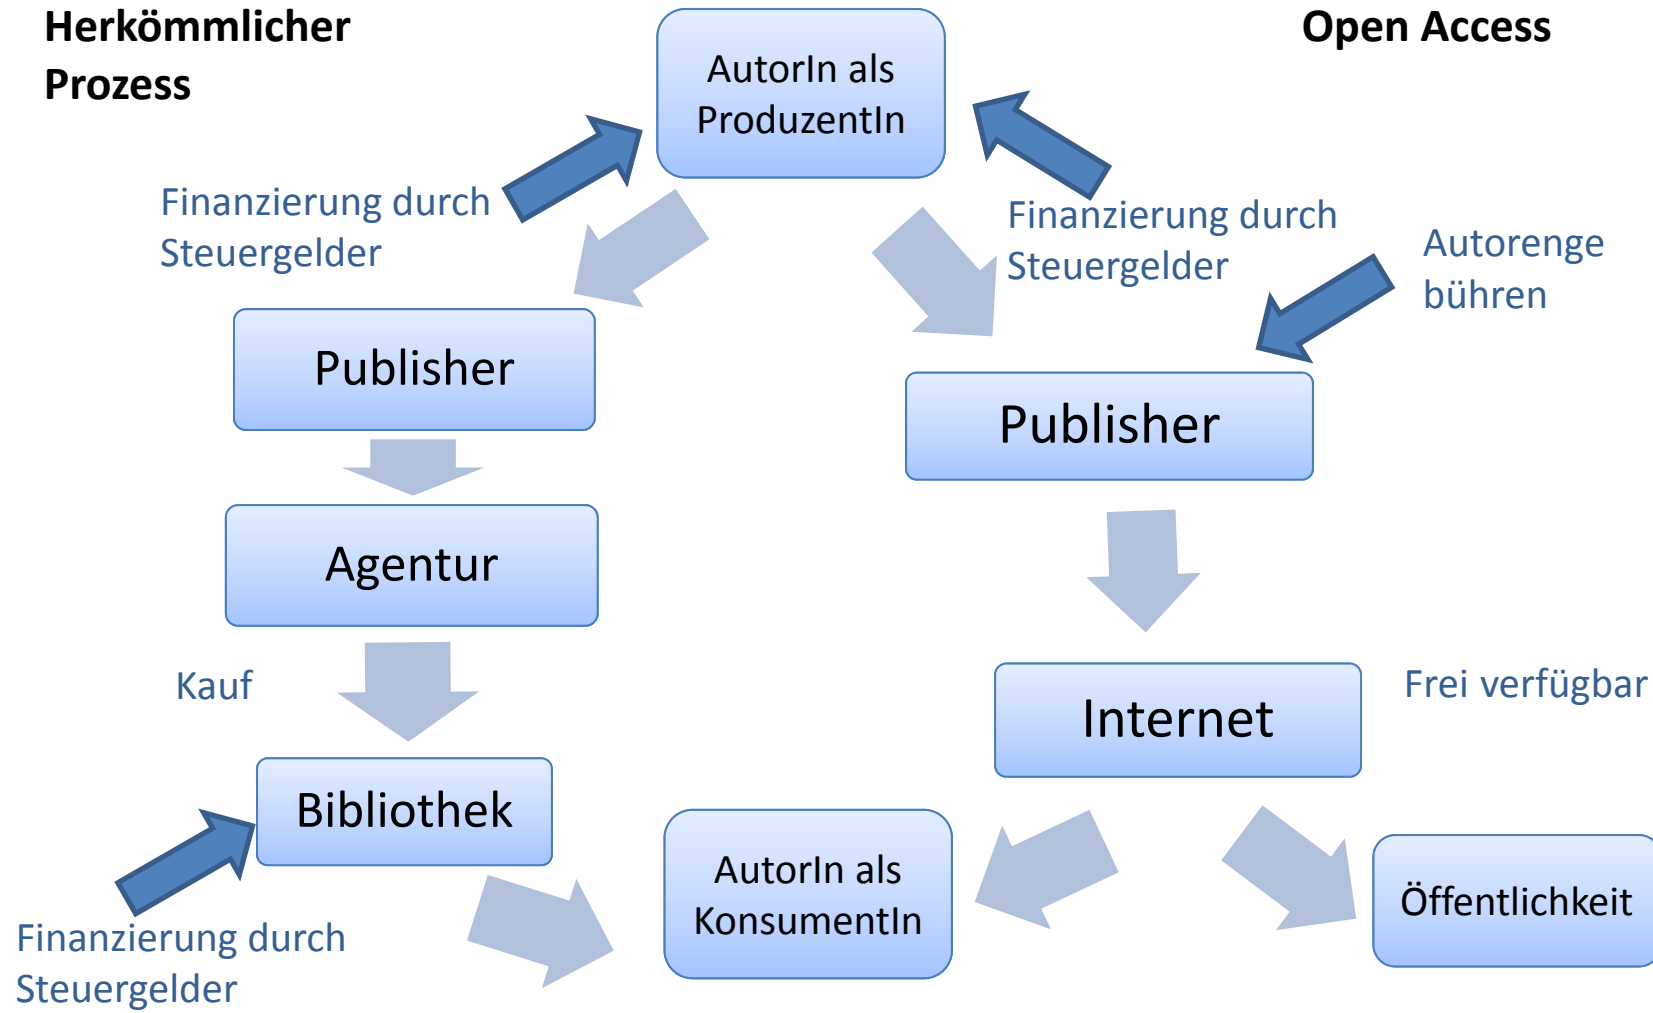 Herkömmlicher
Prozess
Open Access
AutorIn als
ProduzentIn
Finanzierung durch
Steuergelder
Finanzierung durch
Steuergelder
Autorenge
bühren
Publisher
Publisher
Agentur
Kauf
Internet
Frei verfügbar
Bibliothek
AutorIn als
KonsumentIn
Öffentlichkeit
Finanzierung durch
Steuergelder